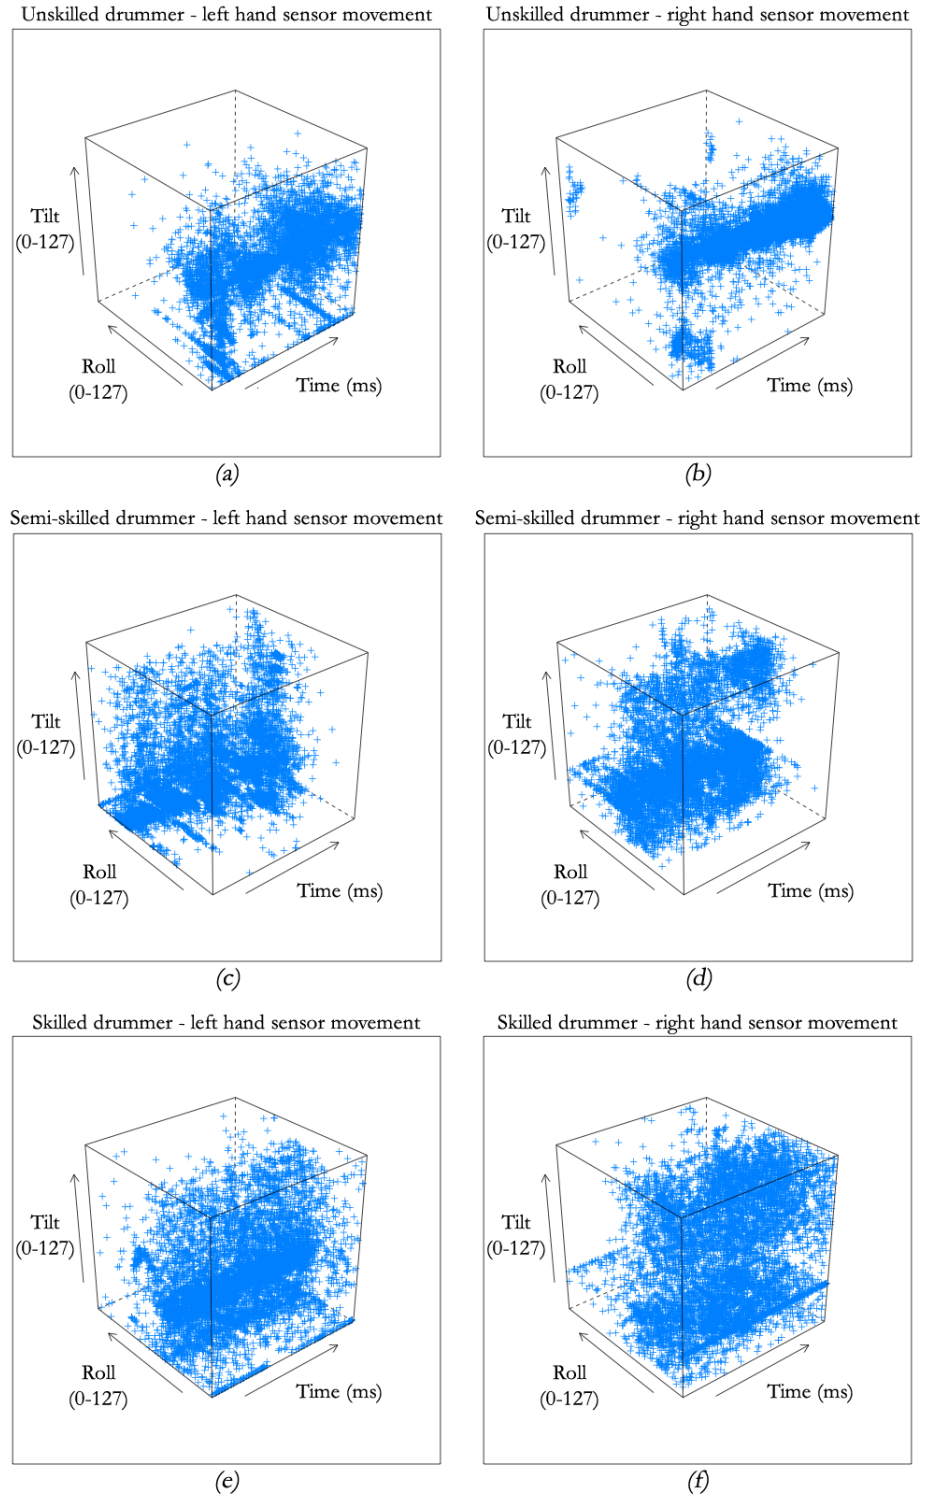 Unskilled drummer - left hand sensor movement
Unskilled drummer - right hand sensor movement
Tilt
(0-127)
Roll
(0-127)
Time (ms)
Tilt
(0-127)
Roll
(0-127)
Time (ms)
(a)
(b)
Semi-skilled drummer - left hand sensor movement
Semi-skilled drummer - right hand sensor movement
Tilt
(0-127)
Roll
(0-127)
Time (ms)
Tilt
(0-127)
Roll
(0-127)
Time (ms)
(c)
(d)
Skilled drummer - left hand sensor movement
Skilled drummer - right hand sensor movement
Tilt
(0-127)
Roll
(0-127)
Time (ms)
Tilt
(0-127)
Roll
(0-127)
Time (ms)
(e)
(f)